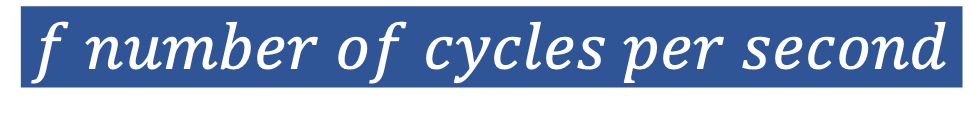 f number of cycles per second